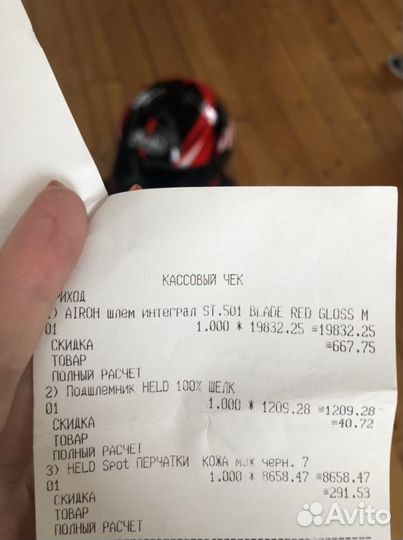 КАССОВЫЙ ЧЕК
РИХОД
1) AIROH шлем интеграл ST.501 BLADE RED GLOSS M
01 1.000 * 19832.25 =19832.25
СКИДКА =667.75
ТОВАР
ПОЛНЫЙ РАСЧЕТ
2) Подшлемник HELD 100% ШЕЛК
01 1.000 * 1209.28 =1209.28
СКИДКА =40.72
ТОВАР
ПОЛНЫЙ РАСЧЕТ
3) HELD Spot ПЕРЧАТКИ КОЖА муж черн. 7
01 1.000 * 8658.47 =8658.47
СКИДКА =291.53
ТОВАР
ПОЛНЫЙ РАСЧЕТ
Avito